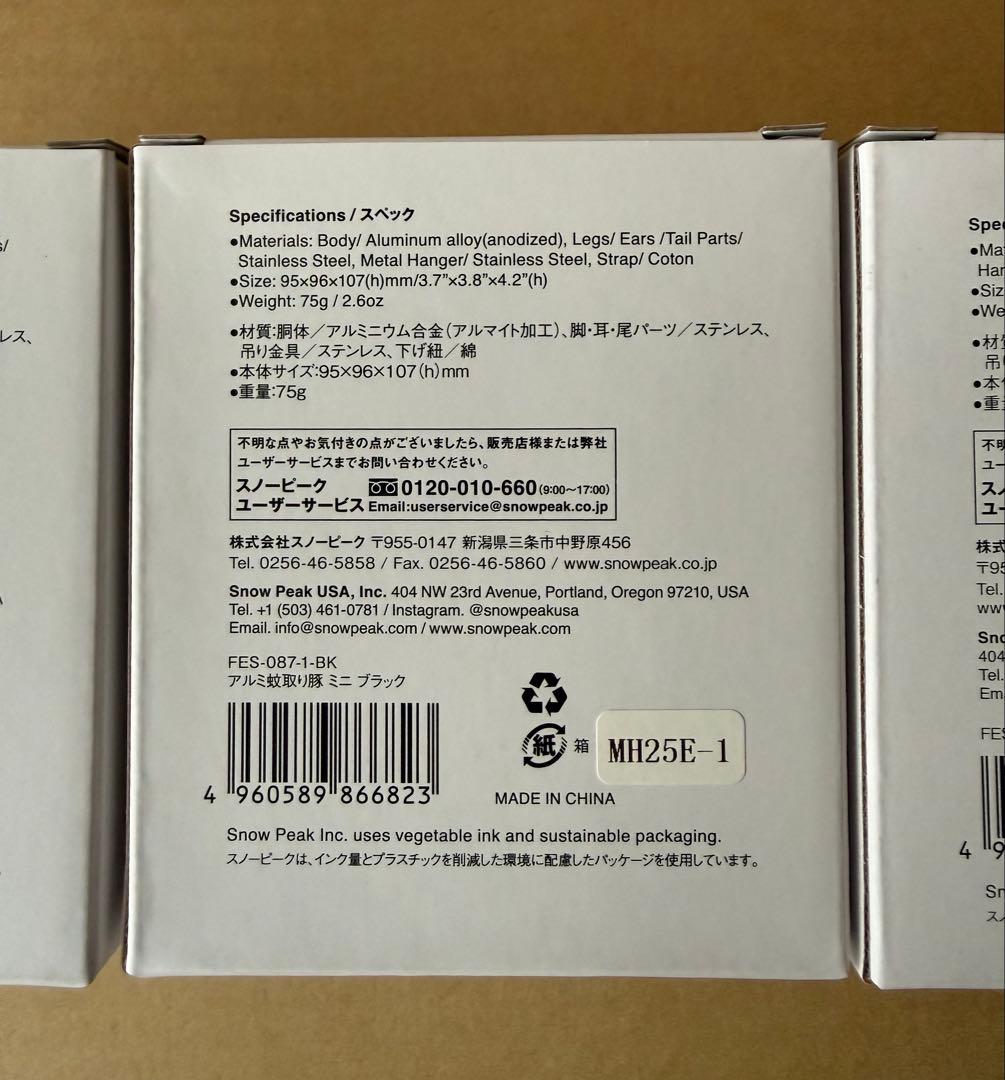 Specifications / スペック
●Materials: Body/ Aluminum alloy(anodized), Legs/ Ears /Tail Parts/
Stainless Steel, Metal Hanger/ Stainless Steel, Strap/ Coton
●Size: 95×96×107(h)mm/3.7”×3.8”×4.2”(h)
●Weight: 75g / 2.6oz
●材質:胴体／アルミニウム合金(アルマイト加工)、脚・耳・尾パーツ／ステンレス、
吊り金具／ステンレス、下げ紐／綿
●本体サイズ:95×96×107(h)mm
●重量:75g
不明な点やお気付きの点がございましたら、販売店様または弊社
ユーザーサービスまでお問い合わせください。
スノーピーク 0120-010-660(9:00〜17:00)
ユーザーサービス Email:userservice@snowpeak.co.jp
株式会社スノーピーク 〒955-0147 新潟県三条市中野原456
Tel. 0256-46-5858 / Fax. 0256-46-5860 / www.snowpeak.co.jp
Snow Peak USA, Inc. 404 NW 23rd Avenue, Portland, Oregon 97210, USA
Tel. +1 (503) 461-0781 / Instagram. @snowpeakusa
Email. info@snowpeak.com / www.snowpeak.com
FES-087-1-BK
アルミ蚊取り豚 ミニ ブラック
紙 箱
MH25E-1
4 960589 866823
MADE IN CHINA
Snow Peak Inc. uses vegetable ink and sustainable packaging.
スノーピークは、インク量とプラスチックを削減した環境に配慮したパッケージを使用しています。